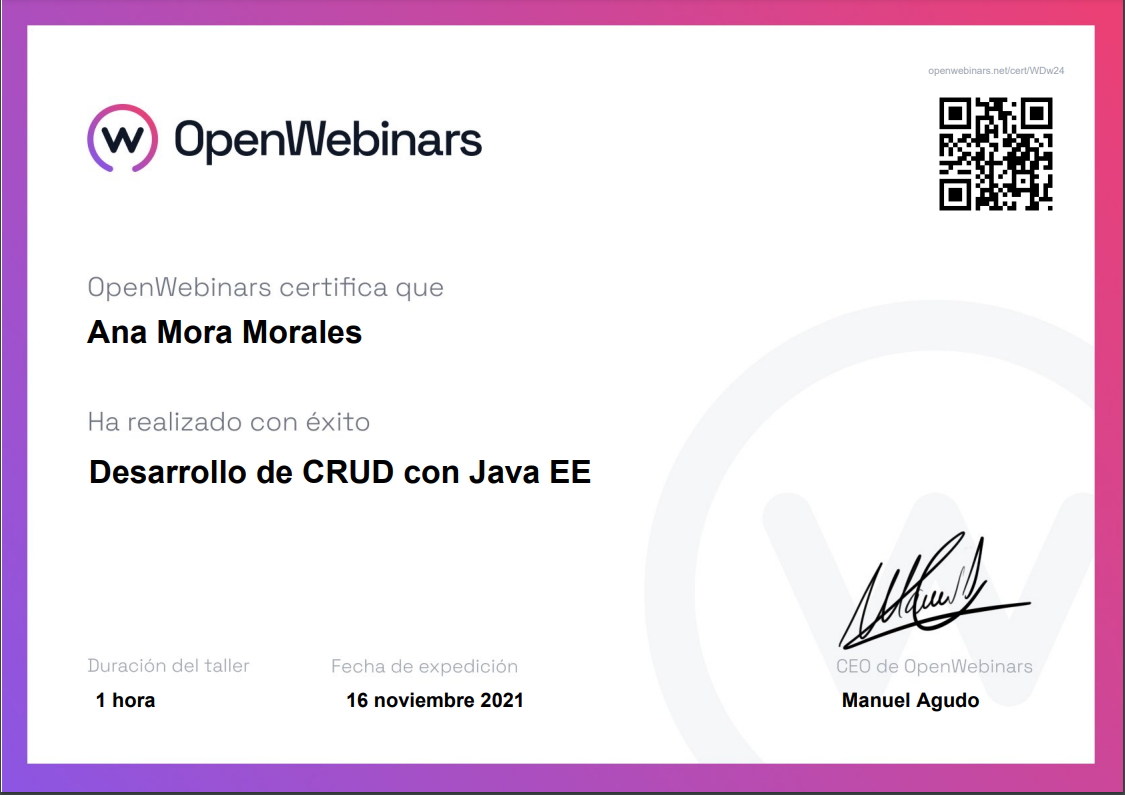 openwebinars.net/cert/WDw24
OpenWebinars
OpenWebinars certifica que
Ana Mora Morales
Ha realizado con éxito
Desarrollo de CRUD con Java EE
Duración del taller
1 hora
Fecha de expedición
16 noviembre 2021
CEO de OpenWebinars
Manuel Agudo